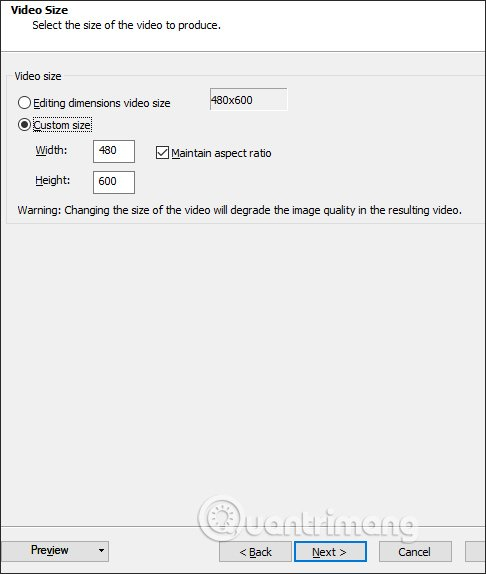 Video Size
Select the size of the video to produce.
Video size
Editing dimensions video size
480x600
Custom size
Width:
480
Maintain aspect ratio
Height:
600
Warning: Changing the size of the video will degrade the image quality in the resulting video.
Quantrimang
Preview
< Back
Next >
Cancel